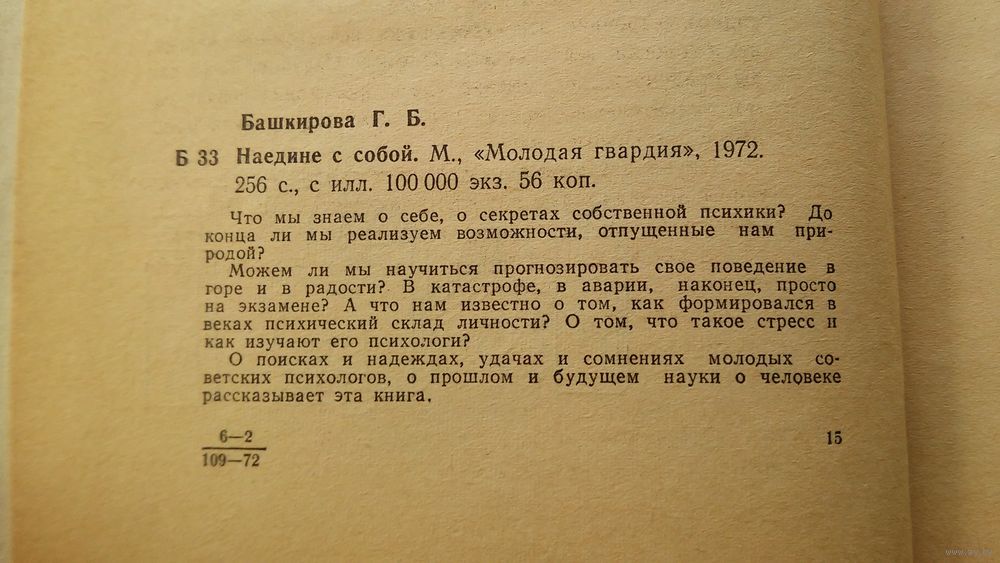 Башкирова Г. Б.
Б 33 Наедине с собой. М., «Молодая гвардия», 1972.
256 с., с илл. 100 000 экз. 56 коп.
Что мы знаем о себе, о секретах собственной психики? До
конца ли мы реализуем возможности, отпущенные нам при-
родой?
Можем ли мы научиться прогнозировать свое поведение в
горе и в радости? В катастрофе, в аварии, наконец, просто
на экзамене? А что нам известно о том, как формировался в
веках психический склад личности? О том, что такое стресс и
как изучают его психологи?
О поисках и надеждах, удачах и сомнениях молодых со-
ветских психологов, о прошлом и будущем науки о человеке
рассказывает эта книга.
6—2
109—72
15